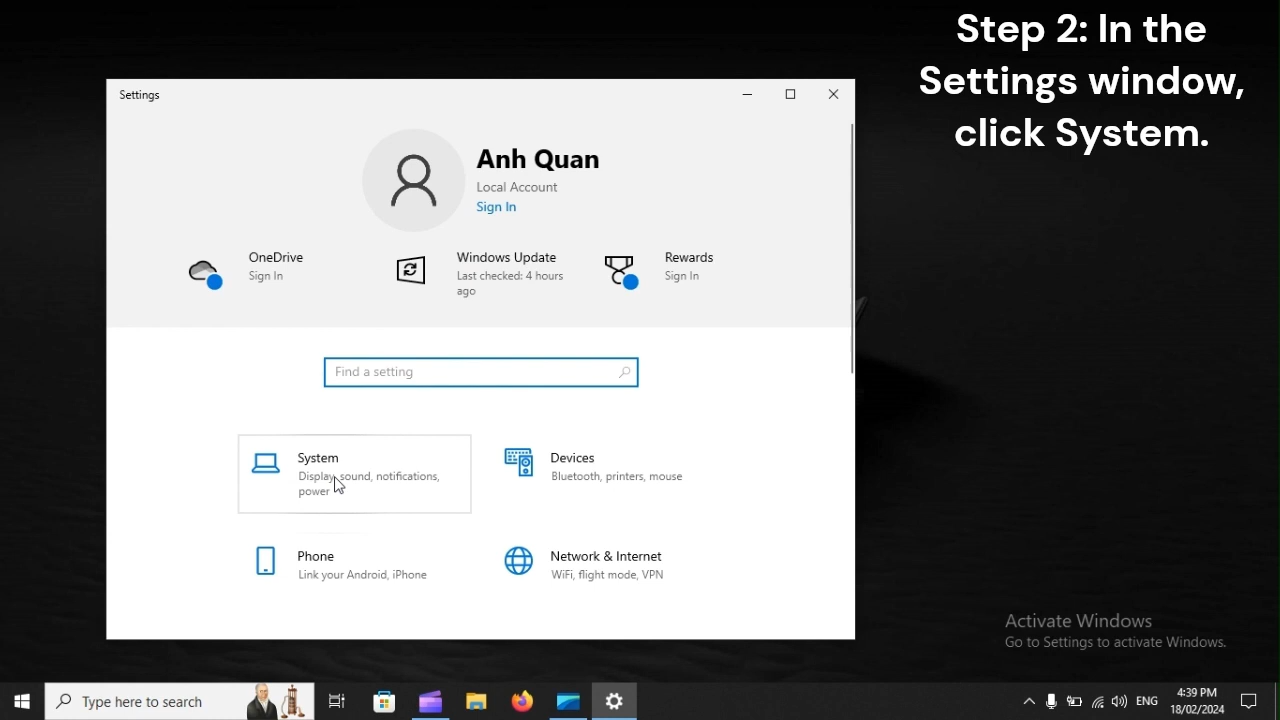 Step 2: In the
Settings window,
click System.
Settings
Anh Quan
Local Account
Sign In
OneDrive
Sign In
Windows Update
Last checked: 4 hours
ago
Rewards
Sign In
Find a setting
System
Display, sound, notifications,
power
Devices
Bluetooth, printers, mouse
Phone
Link your Android, iPhone
Network & Internet
WiFi, flight mode, VPN
Activate Windows
Go to Settings to activate Windows.
Type here to search
ENG
4:39 PM
18/02/2024